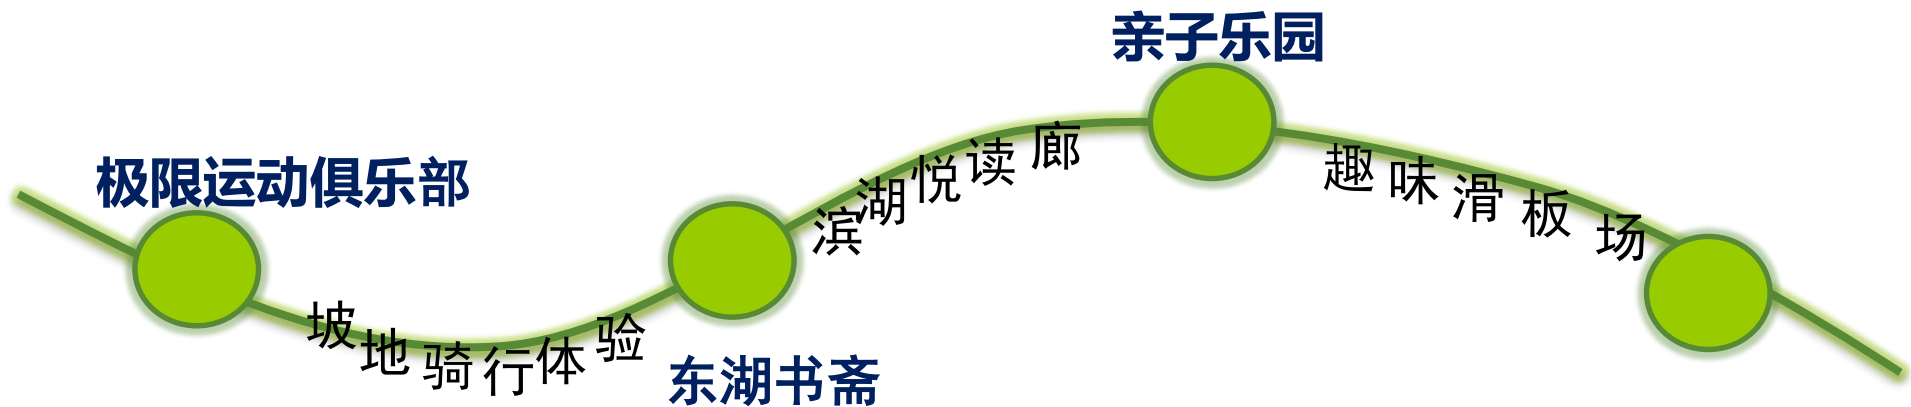 极限运动俱乐部
坡地骑行体验
东湖书斋
滨湖悦读廊
亲子乐园
趣味滑板场